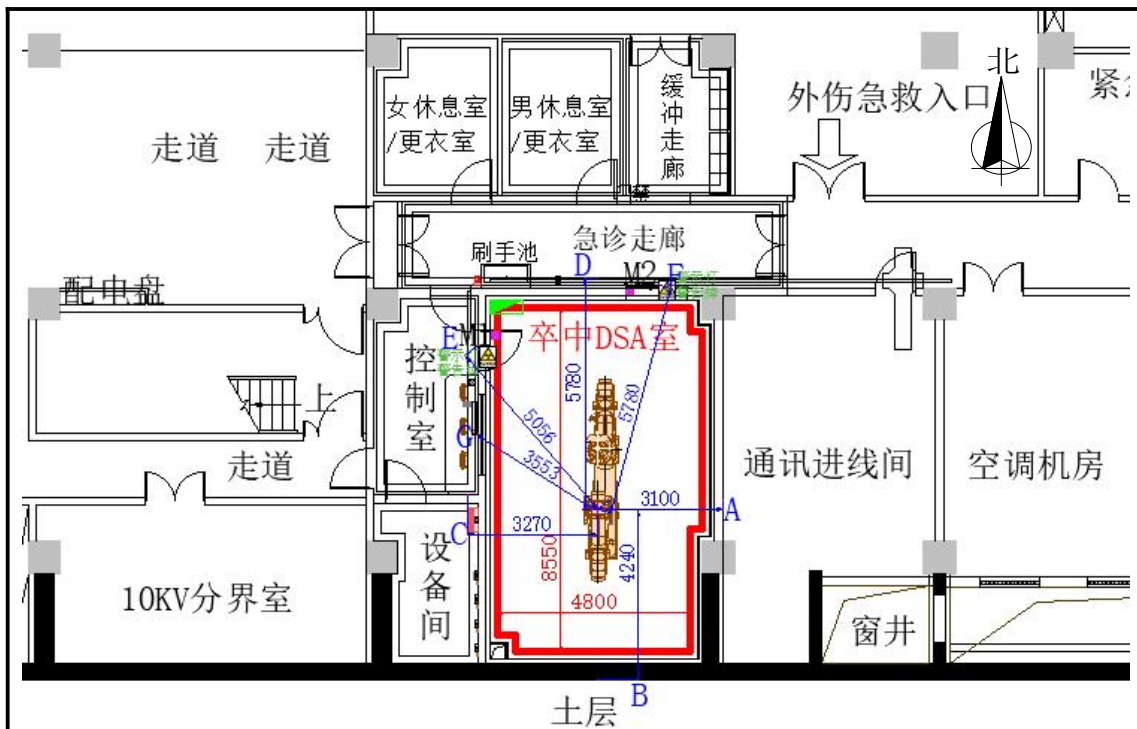 北
紧急
外伤急救入口
女休息室
/更衣室
男休息室
/更衣室
缓冲走廊
走道
走道
禁
急诊走廊
刷手池
D
M2
F
配电盘
卒中DSA室
M1
E
控制室
上
5780
5780
5056
G
3553
走道
通讯进线间
空调机房
3100
A
3270
C
8550
4240
设备间
10KV分界室
4800
窗井
B
土层